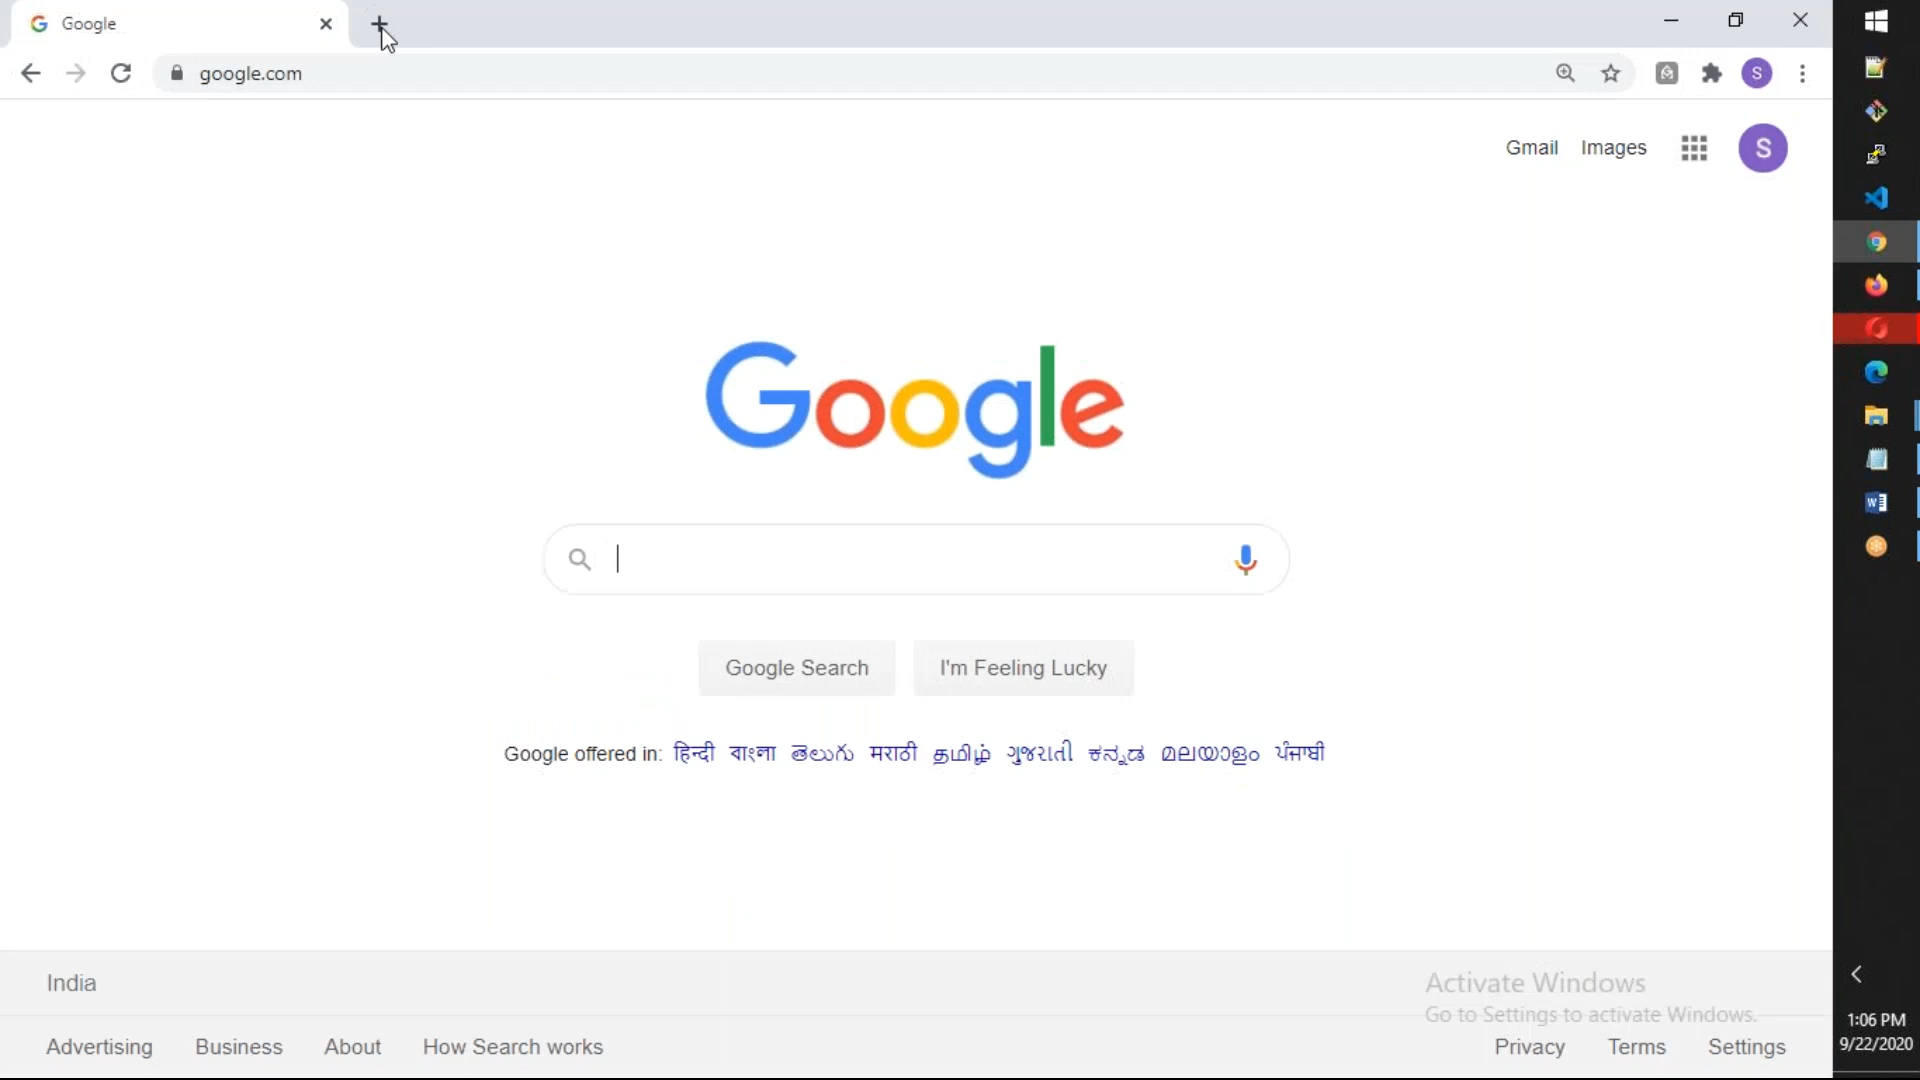 Google
google.com
S
Gmail Images
S
Google
Google Search I'm Feeling Lucky
Google offered in: हिन्दी বাংলা తెలుగు मराठी தமிழ் ગુજરાતી ಕನ್ನಡ മലയാളം ਪੰਜਾਬੀ
India
Activate Windows
Go to Settings to activate Windows.
Advertising Business About How Search works
Privacy Terms Settings
1:06 PM
9/22/2020